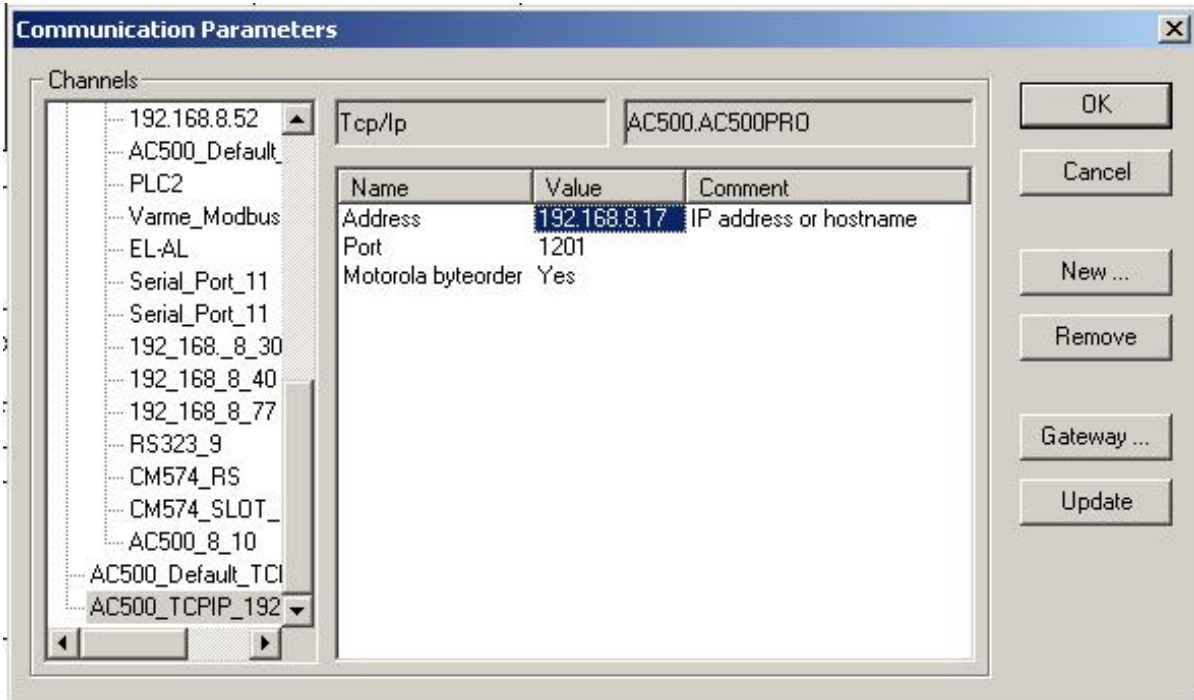 Communication Parameters
Channels
192.168.8.52
AC500_Default_
PLC2
Varme_Modbus
EL-AL
Serial_Port_11
Serial_Port_11
192_168._8_30
192_168_8_40
192_168_8_77
RS323_9
CM574_RS
CM574_SLOT_
AC500_8_10
AC500_Default_TCI
AC500_TCPIP_192
Tcp/Ip AC500.AC500PRO
Name Value Comment
Address 192.168.8.17 IP address or hostname
Port 1201
Motorola byteorder Yes
OK
Cancel
New ...
Remove
Gateway ...
Update